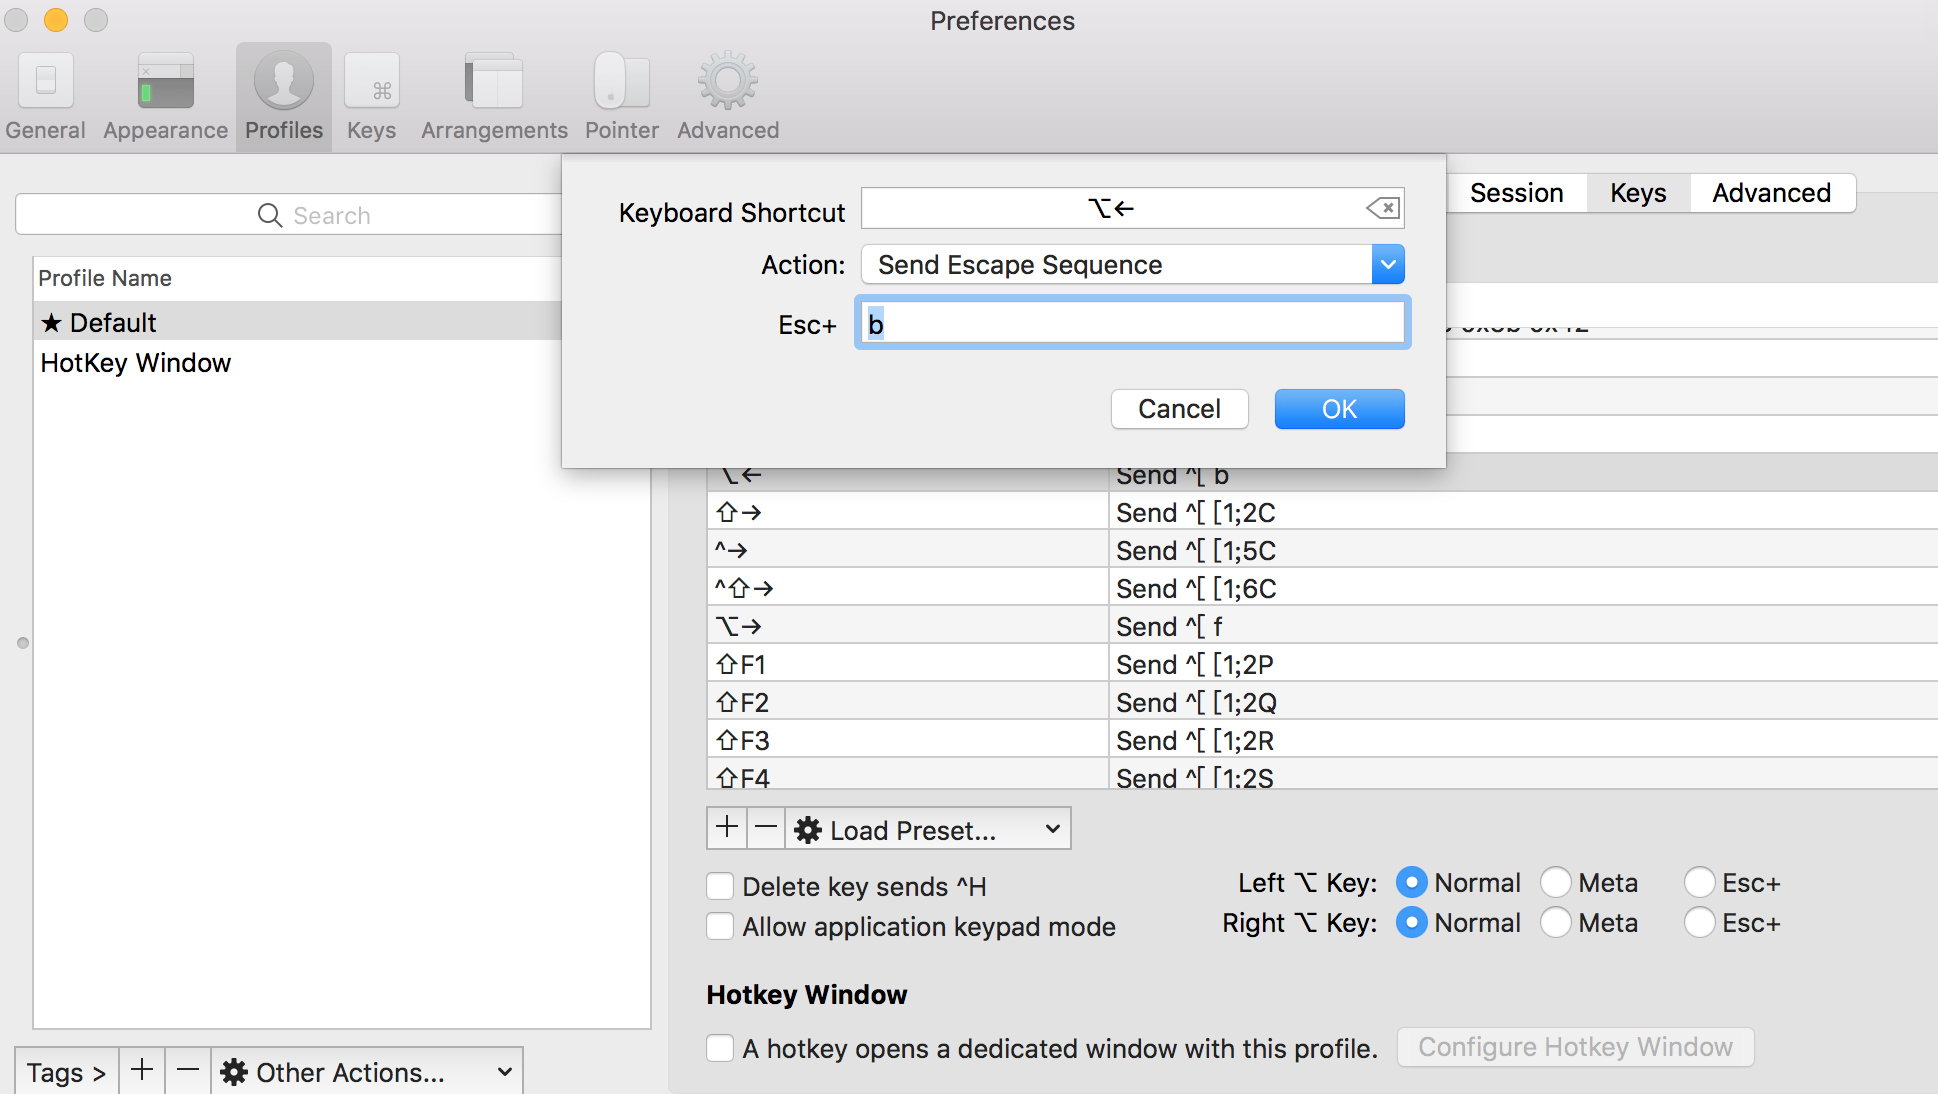 Preferences
General Appearance Profiles Keys Arrangements Pointer Advanced
Search
Profile Name
★ Default
HotKey Window
Tags > + − Other Actions...
Keyboard Shortcut ⌥←
Action: Send Escape Sequence
Esc+ b
Cancel OK
Session Keys Advanced
⌥← Send ^[ b
⇧→ Send ^[ [1;2C
^→ Send ^[ [1;5C
^⇧→ Send ^[ [1;6C
⌥→ Send ^[ f
⇧F1 Send ^[ [1;2P
⇧F2 Send ^[ [1;2Q
⇧F3 Send ^[ [1;2R
⇧F4 Send ^[ [1;2S
+ − Load Preset...
Delete key sends ^H
Allow application keypad mode
Left ⌥ Key: Normal Meta Esc+
Right ⌥ Key: Normal Meta Esc+
Hotkey Window
A hotkey opens a dedicated window with this profile. Configure Hotkey Window